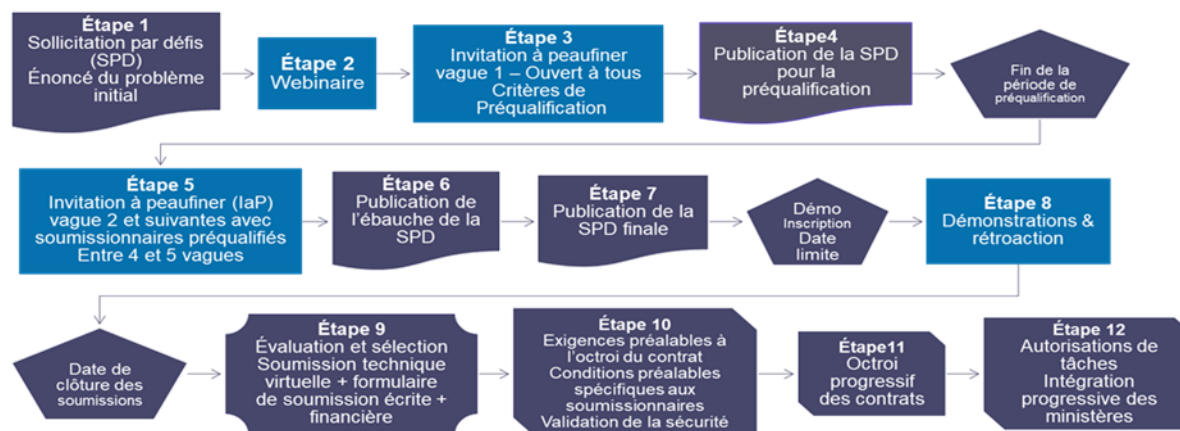 Étape 1
Sollicitation par défis
(SPD)
Énoncé du problème
initial
Étape 2
Webinaire
Étape 3
Invitation à peaufiner
vague 1 – Ouvert à tous
Critères de
Préqualification
Étape4
Publication de la SPD
pour la
préqualification
Fin de la
période de
préqualification
Étape 5
Invitation à peaufiner (IaP)
vague 2 et suivantes avec
soumissionnaires préqualifiés
Entre 4 et 5 vagues
Étape 6
Publication de
l'ébauche de la
SPD
Étape 7
Publication de la
SPD finale
Démo
Inscription
Date
limite
Étape 8
Démonstrations &
rétroaction
Date de
clôture des
soumissions
Étape 9
Évaluation et sélection
Soumission technique
virtuelle + formulaire
de soumission écrite +
financière
Étape 10
Exigences préalables à
l'octroi du contrat
Conditions préalables
spécifiques aux
soumissionnaires
Validation de la sécurité
Étape11
Octroi
progressif
des contrats
Étape 12
Autorisations de
tâches
Intégration
progressive des
ministères